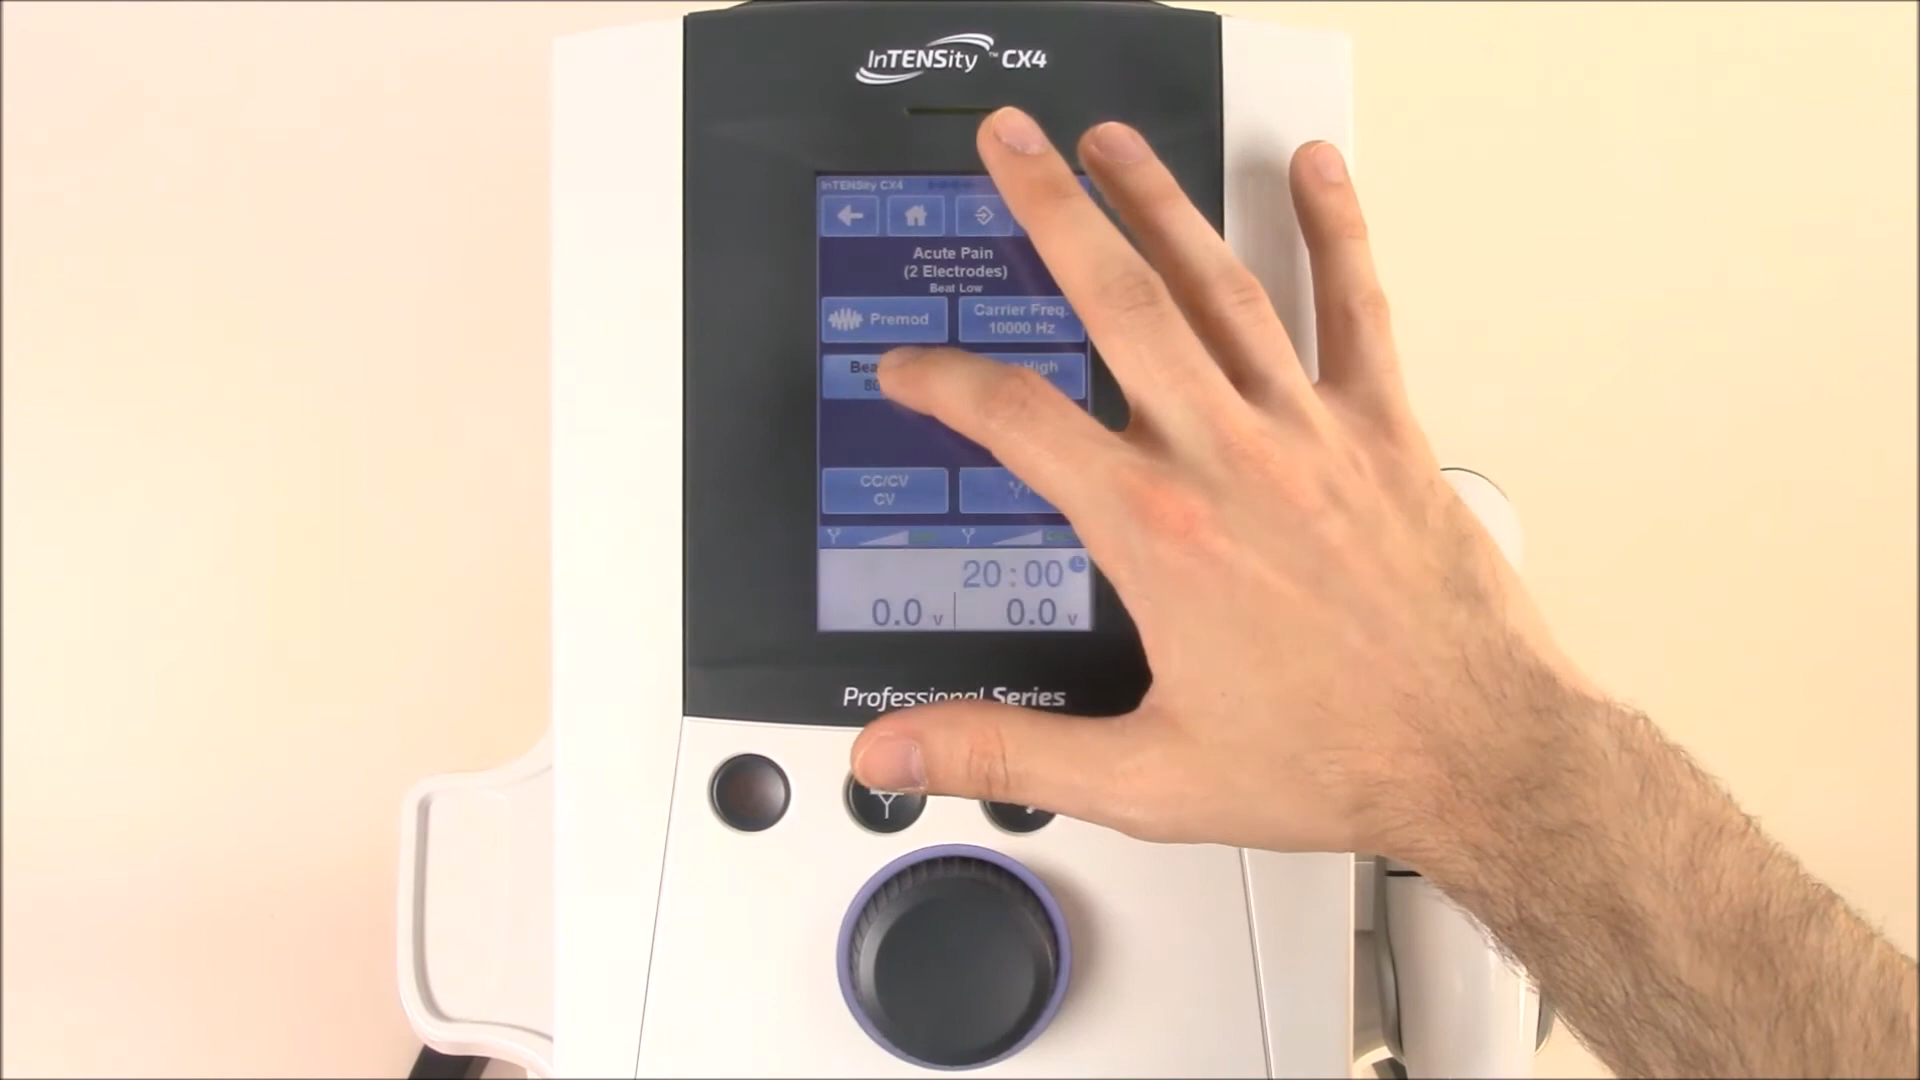 InTENSity™ CX4
InTENSity CX4
Acute Pain
(2 Electrodes)
Beat Low
Premod
Carrier Freq.
10000 Hz
High
CC/CV
CV
20:00
0.0 v
0.0 v
Professional Series